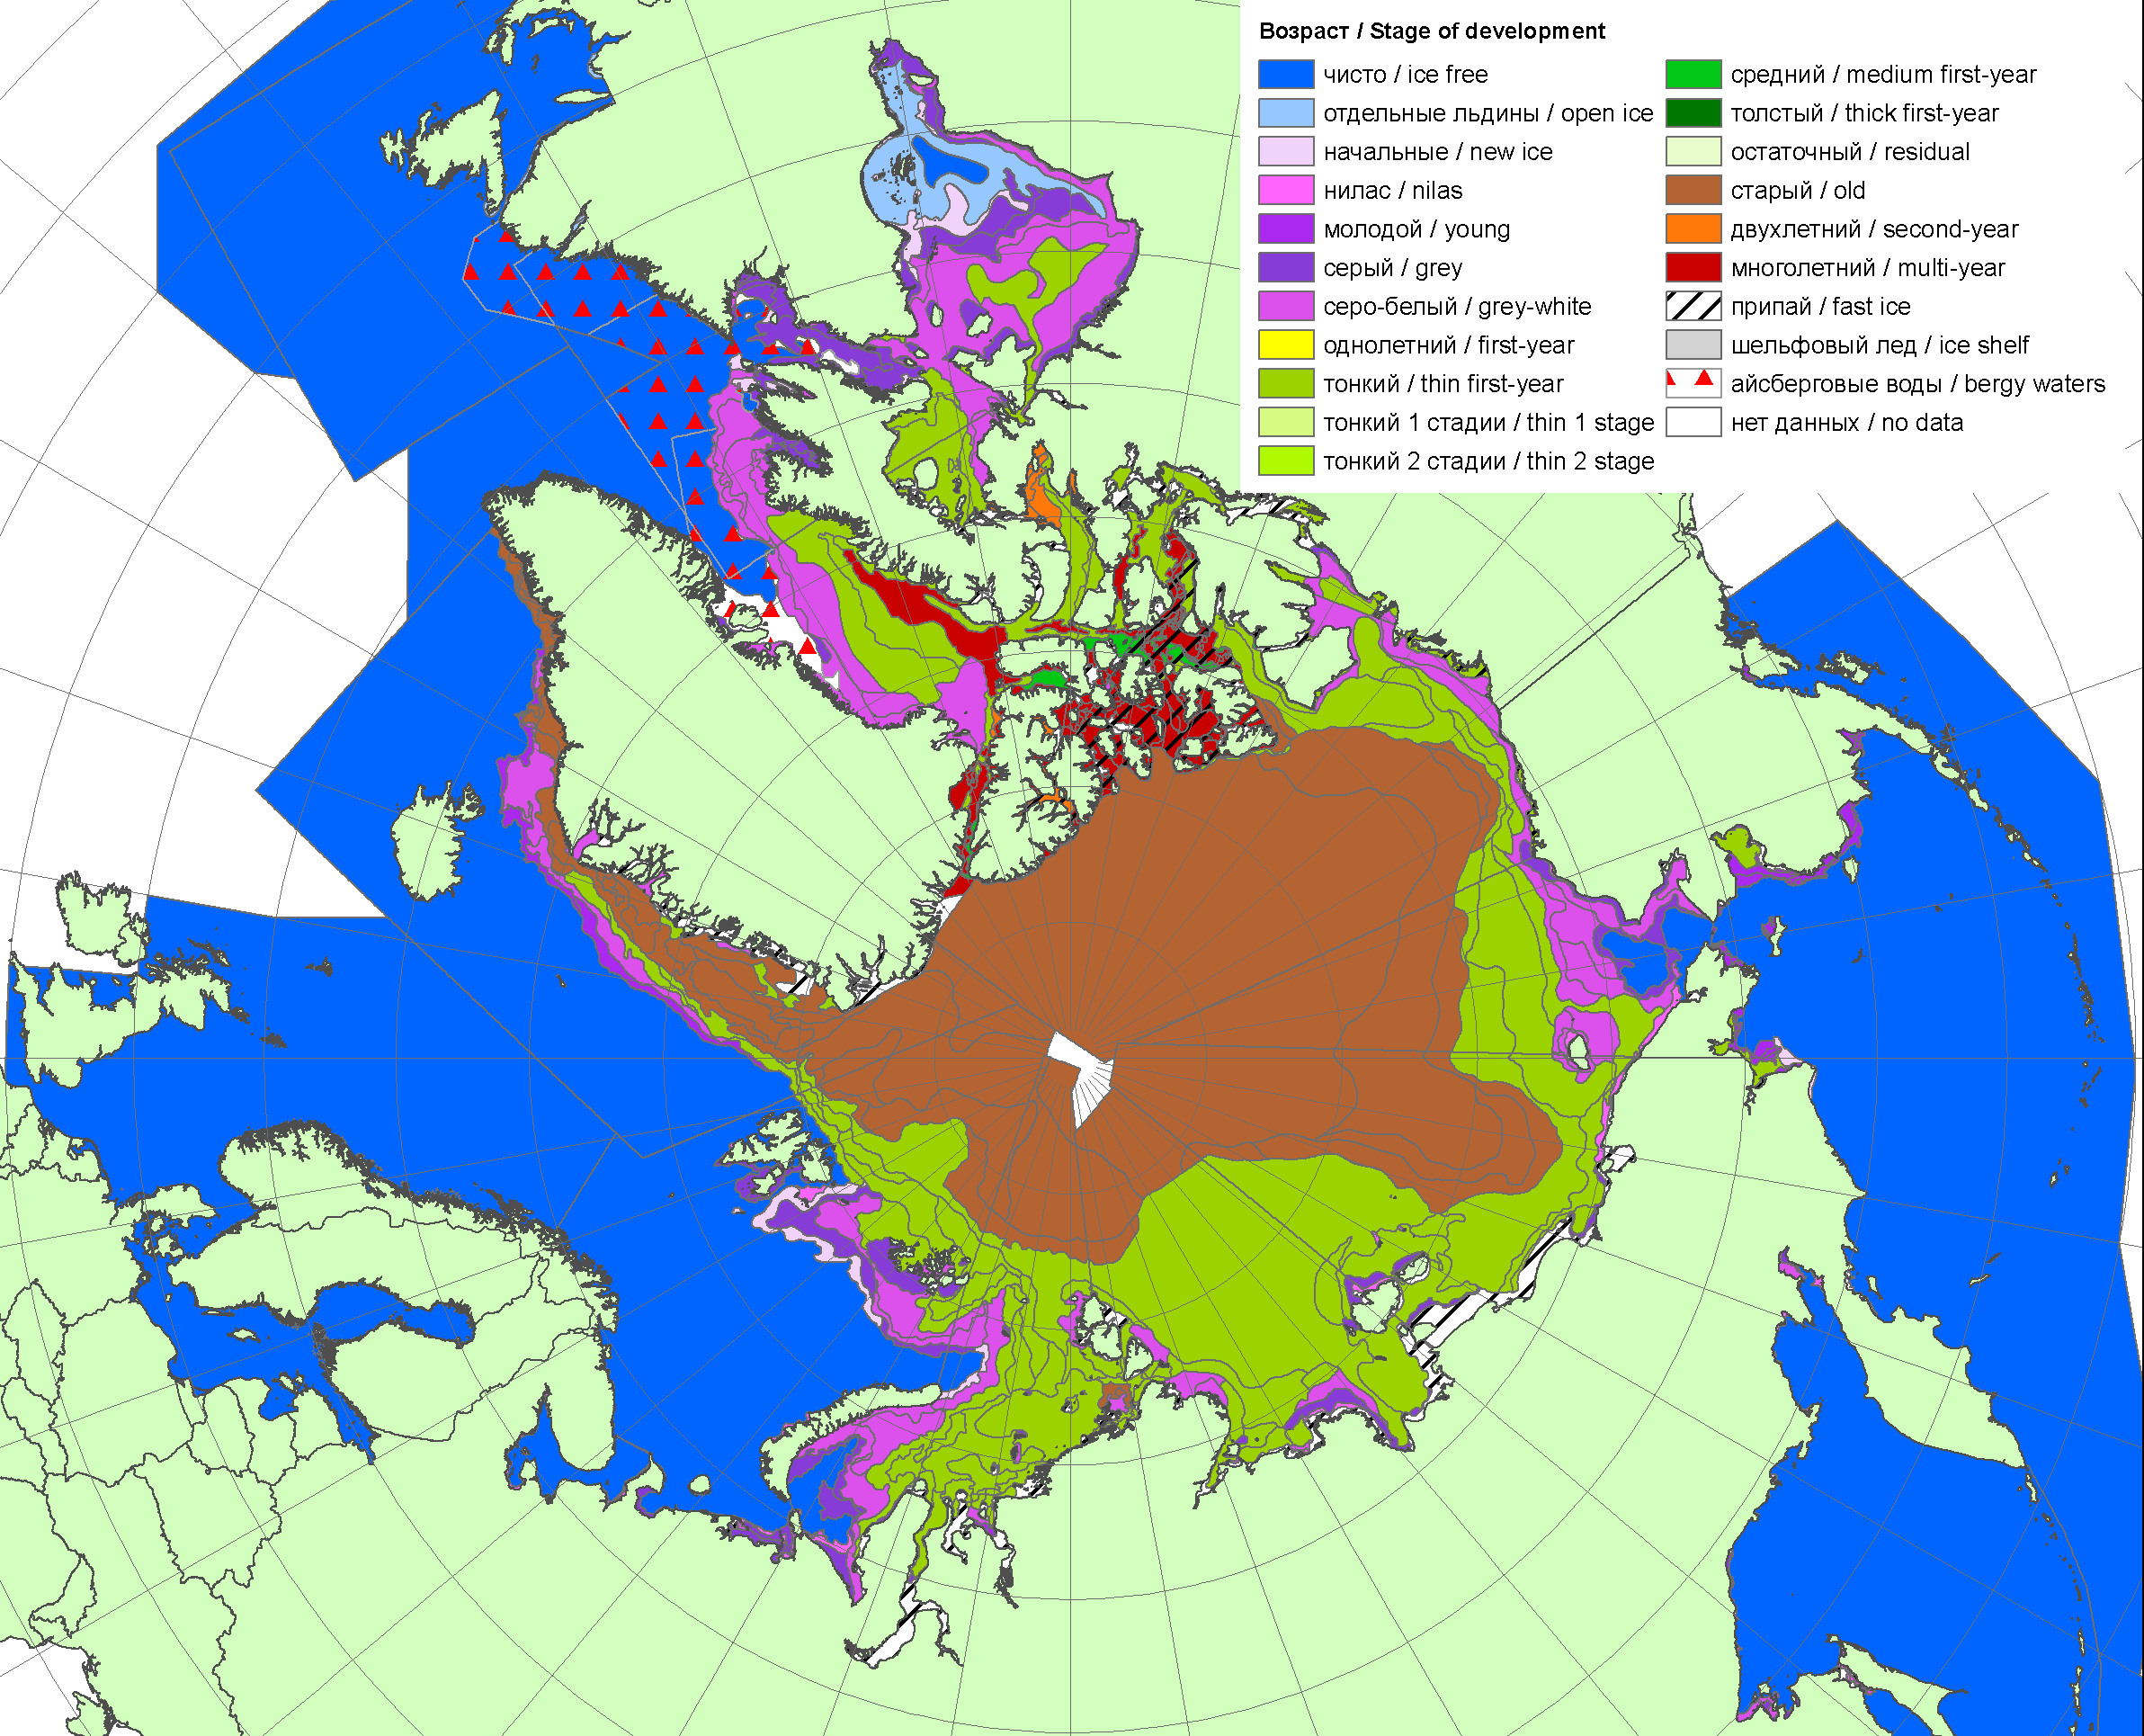 Возраст / Stage of development
чисто / ice free
отдельные льдины / open ice
начальные / new ice
нилас / nilas
молодой / young
серый / grey
серо-белый / grey-white
однолетний / first-year
тонкий / thin first-year
тонкий 1 стадии / thin 1 stage
тонкий 2 стадии / thin 2 stage
средний / medium first-year
толстый / thick first-year
остаточный / residual
старый / old
двухлетний / second-year
многолетний / multi-year
припай / fast ice
шельфовый лед / ice shelf
айсберговые воды / bergy waters
нет данных / no data